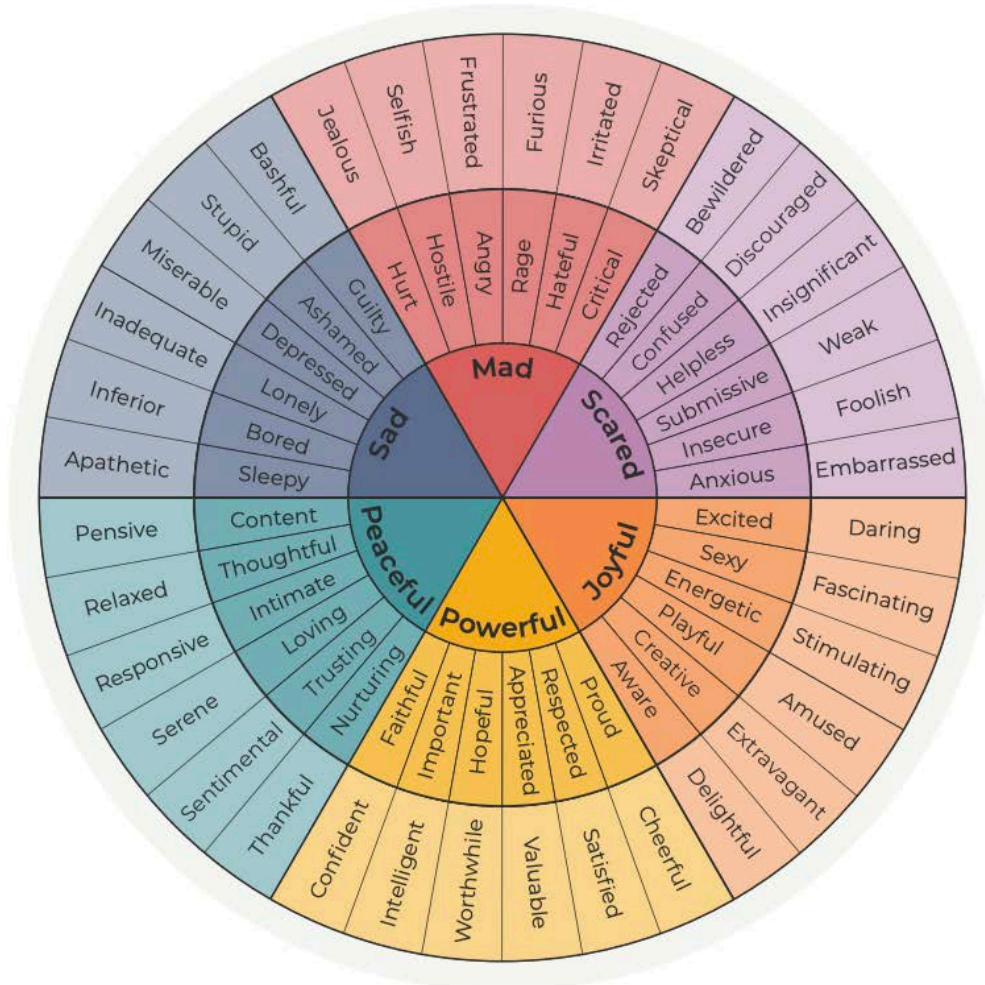 Mad
Scared
Joyful
Powerful
Peaceful
Sad
Hurt
Hostile
Angry
Rage
Hateful
Critical
Rejected
Confused
Helpless
Submissive
Insecure
Anxious
Excited
Sexy
Energetic
Playful
Creative
Aware
Proud
Respected
Appreciated
Hopeful
Important
Faithful
Nurturing
Trusting
Loving
Intimate
Thoughtful
Content
Sleepy
Bored
Lonely
Depressed
Ashamed
Guilty
Jealous
Selfish
Frustrated
Furious
Irritated
Skeptical
Bewildered
Discouraged
Insignificant
Weak
Foolish
Embarrassed
Daring
Fascinating
Stimulating
Amused
Extravagant
Delightful
Cheerful
Satisfied
Valuable
Worthwhile
Intelligent
Confident
Thankful
Sentimental
Serene
Responsive
Relaxed
Pensive
Apathetic
Inferior
Inadequate
Miserable
Stupid
Bashful